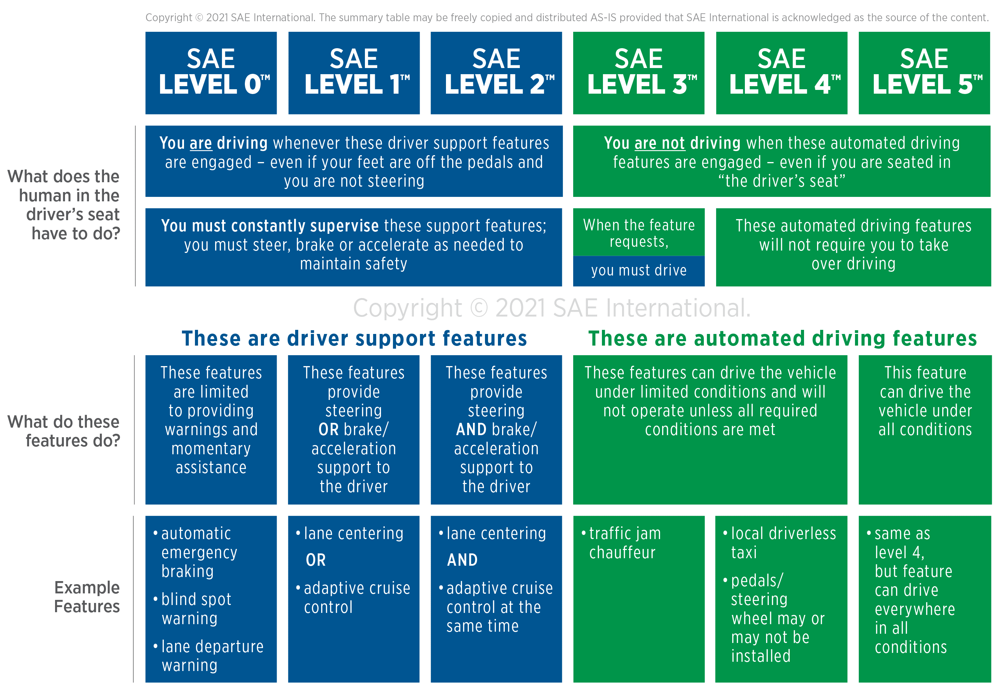 Copyright © 2021 SAE International. The summary table may be freely copied and distributed AS-IS provided that SAE International is acknowledged as the source of the content.
SAE
LEVEL 0™
SAE
LEVEL 1™
SAE
LEVEL 2™
SAE
LEVEL 3™
SAE
LEVEL 4™
SAE
LEVEL 5™
What does the
human in the
driver’s seat
have to do?
You are driving whenever these driver support features
are engaged – even if your feet are off the pedals and
you are not steering
You are not driving when these automated driving
features are engaged – even if you are seated in
“the driver’s seat”
You must constantly supervise these support features;
you must steer, brake or accelerate as needed to
maintain safety
When the feature
requests,
you must drive
These automated driving features
will not require you to take
over driving
Copyright © 2021 SAE International.
These are driver support features
These are automated driving features
What do these
features do?
These features
are limited
to providing
warnings and
momentary
assistance
These features
provide
steering
OR brake/
acceleration
support to
the driver
These features
provide
steering
AND brake/
acceleration
support to
the driver
These features can drive the vehicle
under limited conditions and will
not operate unless all required
conditions are met
This feature
can drive the
vehicle under
all conditions
Example
Features
• automatic
emergency
braking
• blind spot
warning
• lane departure
warning
• lane centering
OR
• adaptive cruise
control
• lane centering
AND
• adaptive cruise
control at the
same time
• traffic jam
chauffeur
• local driverless
taxi
• pedals/
steering
wheel may or
may not be
installed
• same as
level 4,
but feature
can drive
everywhere
in all
conditions